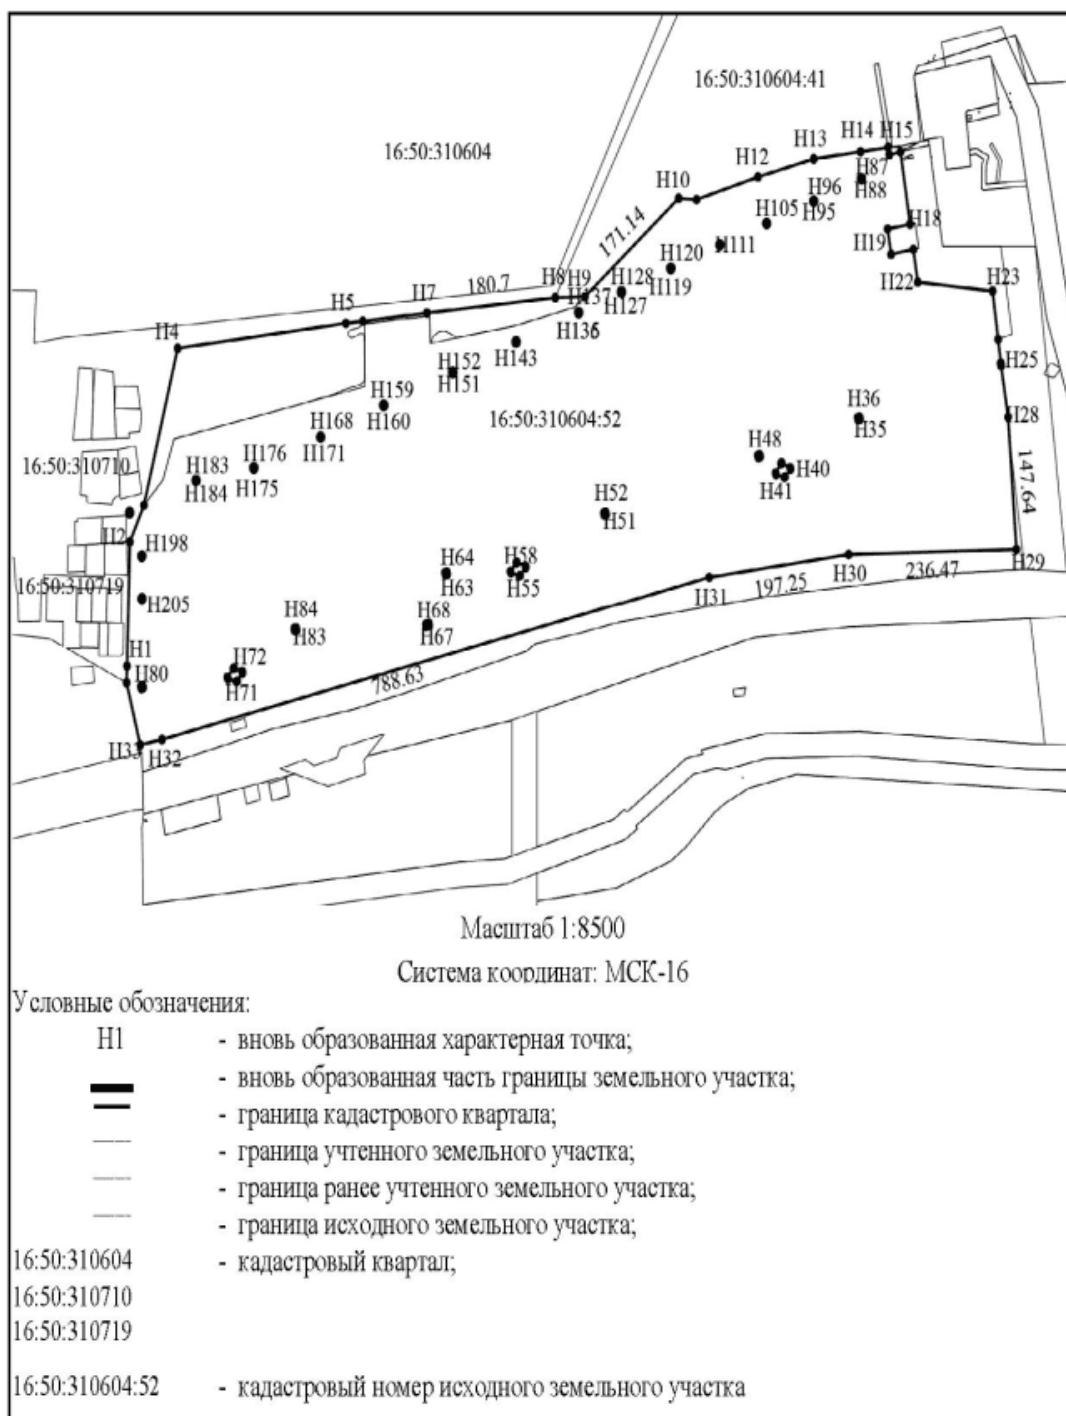 16:50:310604:41
16:50:310604
Н13
Н14
Н15
Н12
Н87
Н88
Н10
Н96
Н95
Н105
Н18
171.14
Н111
Н19
Н120
Н119
Н22
Н23
180.7
Н8
Н9
Н128
Н127
Н137
Н5
Н7
Н136
Н4
Н143
Н25
Н152
Н151
Н159
Н160
16:50:310604:52
Н36
Н35
Н28
Н168
Н171
Н48
16:50:310710
Н183
Н184
Н176
Н175
Н40
Н41
147.64
Н52
Н51
Н2
Н198
Н29
Н58
Н55
Н64
Н63
Н30
236.47
16:50:310719
Н31
197.25
Н205
Н84
Н83
Н68
Н67
Н1
Н80
Н72
Н71
788.63
Н33
Н32
Масштаб 1:8500
Система координат: МСК-16
Условные обозначения:
Н1 - вновь образованная характерная точка;
- вновь образованная часть границы земельного участка;
- граница кадастрового квартала;
- граница учтенного земельного участка;
- граница ранее учтенного земельного участка;
- граница исходного земельного участка;
16:50:310604 - кадастровый квартал;
16:50:310710
16:50:310719
16:50:310604:52 - кадастровый номер исходного земельного участка